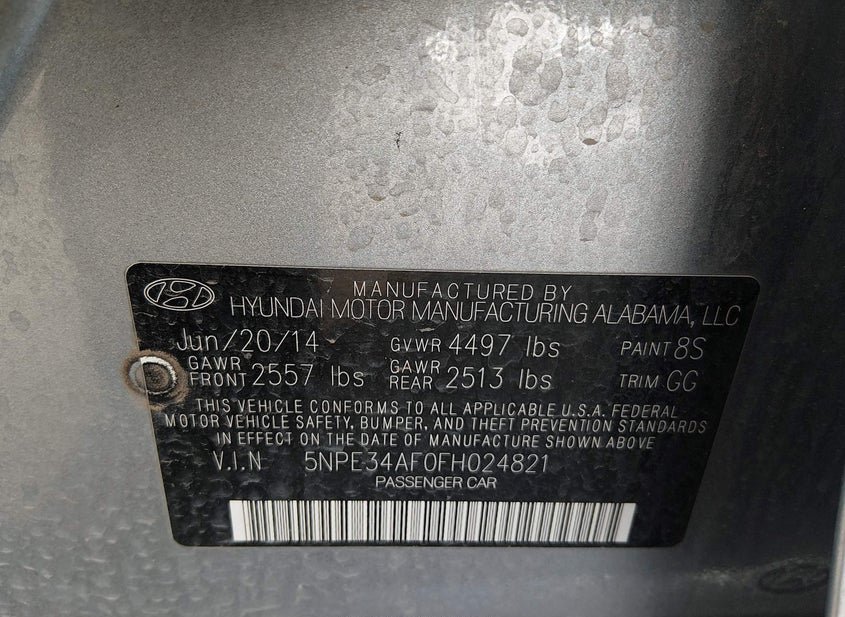 MANUFACTURED BY
HYUNDAI MOTOR MANUFACTURING ALABAMA, LLC
Jun/20/14 GVWR 4497 lbs PAINT 8S
GAWR FRONT 2557 lbs GAWR REAR 2513 lbs TRIM GG
THIS VEHICLE CONFORMS TO ALL APPLICABLE U.S.A. FEDERAL
MOTOR VEHICLE SAFETY, BUMPER, AND THEFT PREVENTION STANDARDS
IN EFFECT ON THE DATE OF MANUFACTURE SHOWN ABOVE
V.I.N 5NPE34AF0FH024821
PASSENGER CAR